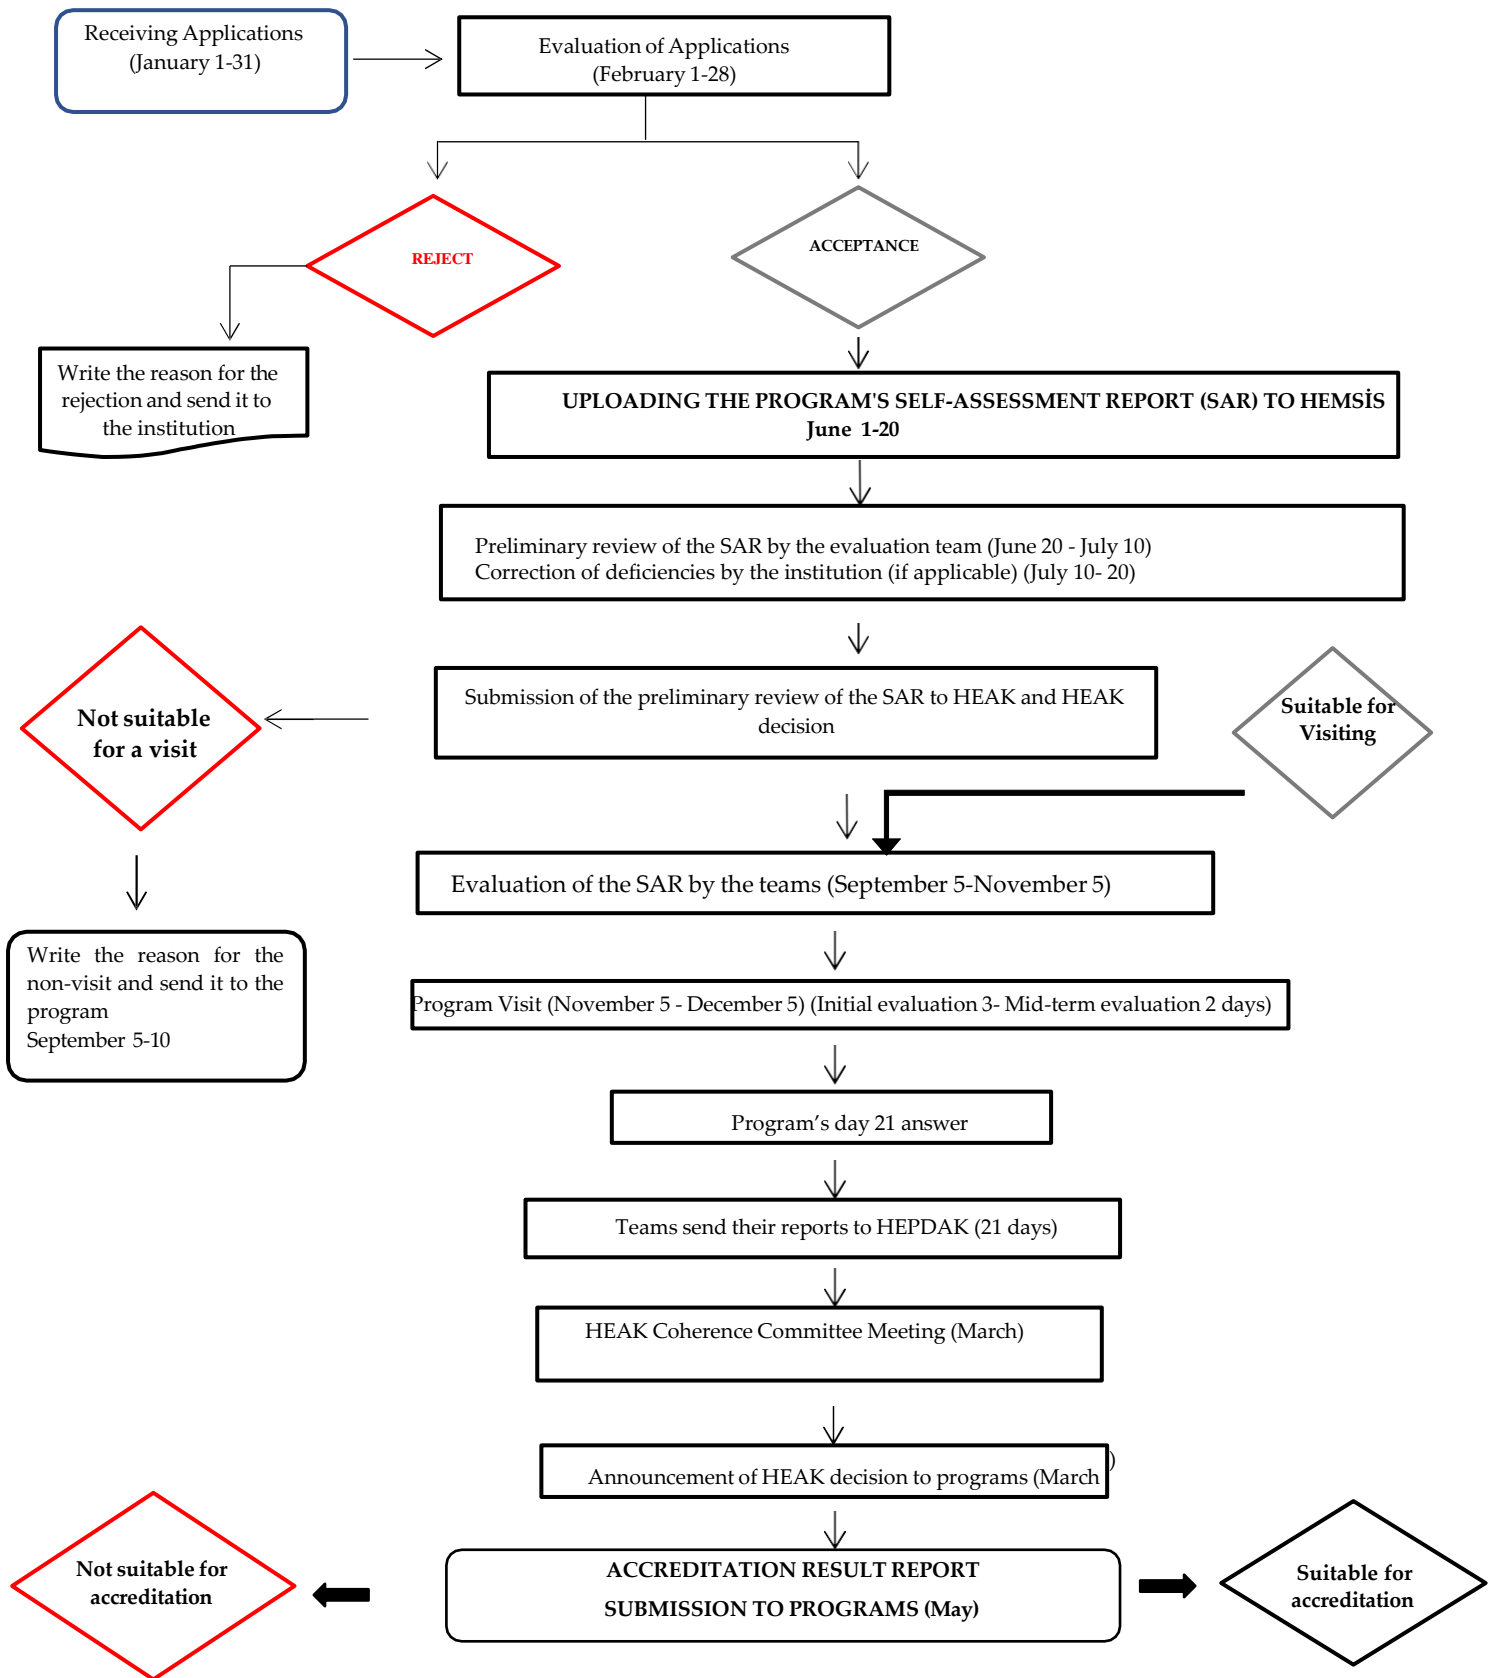 Receiving Applications
(January 1-31)
Evaluation of Applications
(February 1-28)
REJECT
ACCEPTANCE
Write the reason for the
rejection and send it to
the institution
UPLOADING THE PROGRAM'S SELF-ASSESSMENT REPORT (SAR) TO HEMSİS
June 1-20
Preliminary review of the SAR by the evaluation team (June 20 - July 10)
Correction of deficiencies by the institution (if applicable) (July 10- 20)
Not suitable
for a visit
Submission of the preliminary review of the SAR to HEAK and HEAK
decision
Suitable for
Visiting
Evaluation of the SAR by the teams (September 5-November 5)
Write the reason for the
non-visit and send it to the
program
September 5-10
Program Visit (November 5 - December 5) (Initial evaluation 3- Mid-term evaluation 2 days)
Program’s day 21 answer
Teams send their reports to HEPDAK (21 days)
HEAK Coherence Committee Meeting (March)
Announcement of HEAK decision to programs (March )
Not suitable for
accreditation
ACCREDITATION RESULT REPORT
SUBMISSION TO PROGRAMS (May)
Suitable for
accreditation